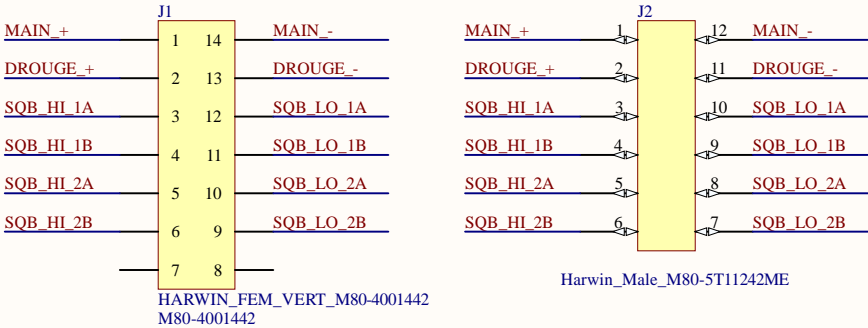 J1 J2
MAIN_+ 1 14 MAIN_- MAIN_+ 1 12 MAIN_-
DROUGE_+ 2 13 DROUGE_- DROUGE_+ 2 11 DROUGE_-
SQB_HI_1A 3 12 SQB_LO_1A SQB_HI_1A 3 10 SQB_LO_1A
SQB_HI_1B 4 11 SQB_LO_1B SQB_HI_1B 4 9 SQB_LO_1B
SQB_HI_2A 5 10 SQB_LO_2A SQB_HI_2A 5 8 SQB_LO_2A
SQB_HI_2B 6 9 SQB_LO_2B SQB_HI_2B 6 7 SQB_LO_2B
7 8
Harwin_Male_M80-5T11242ME
HARWIN_FEM_VERT_M80-4001442
M80-4001442